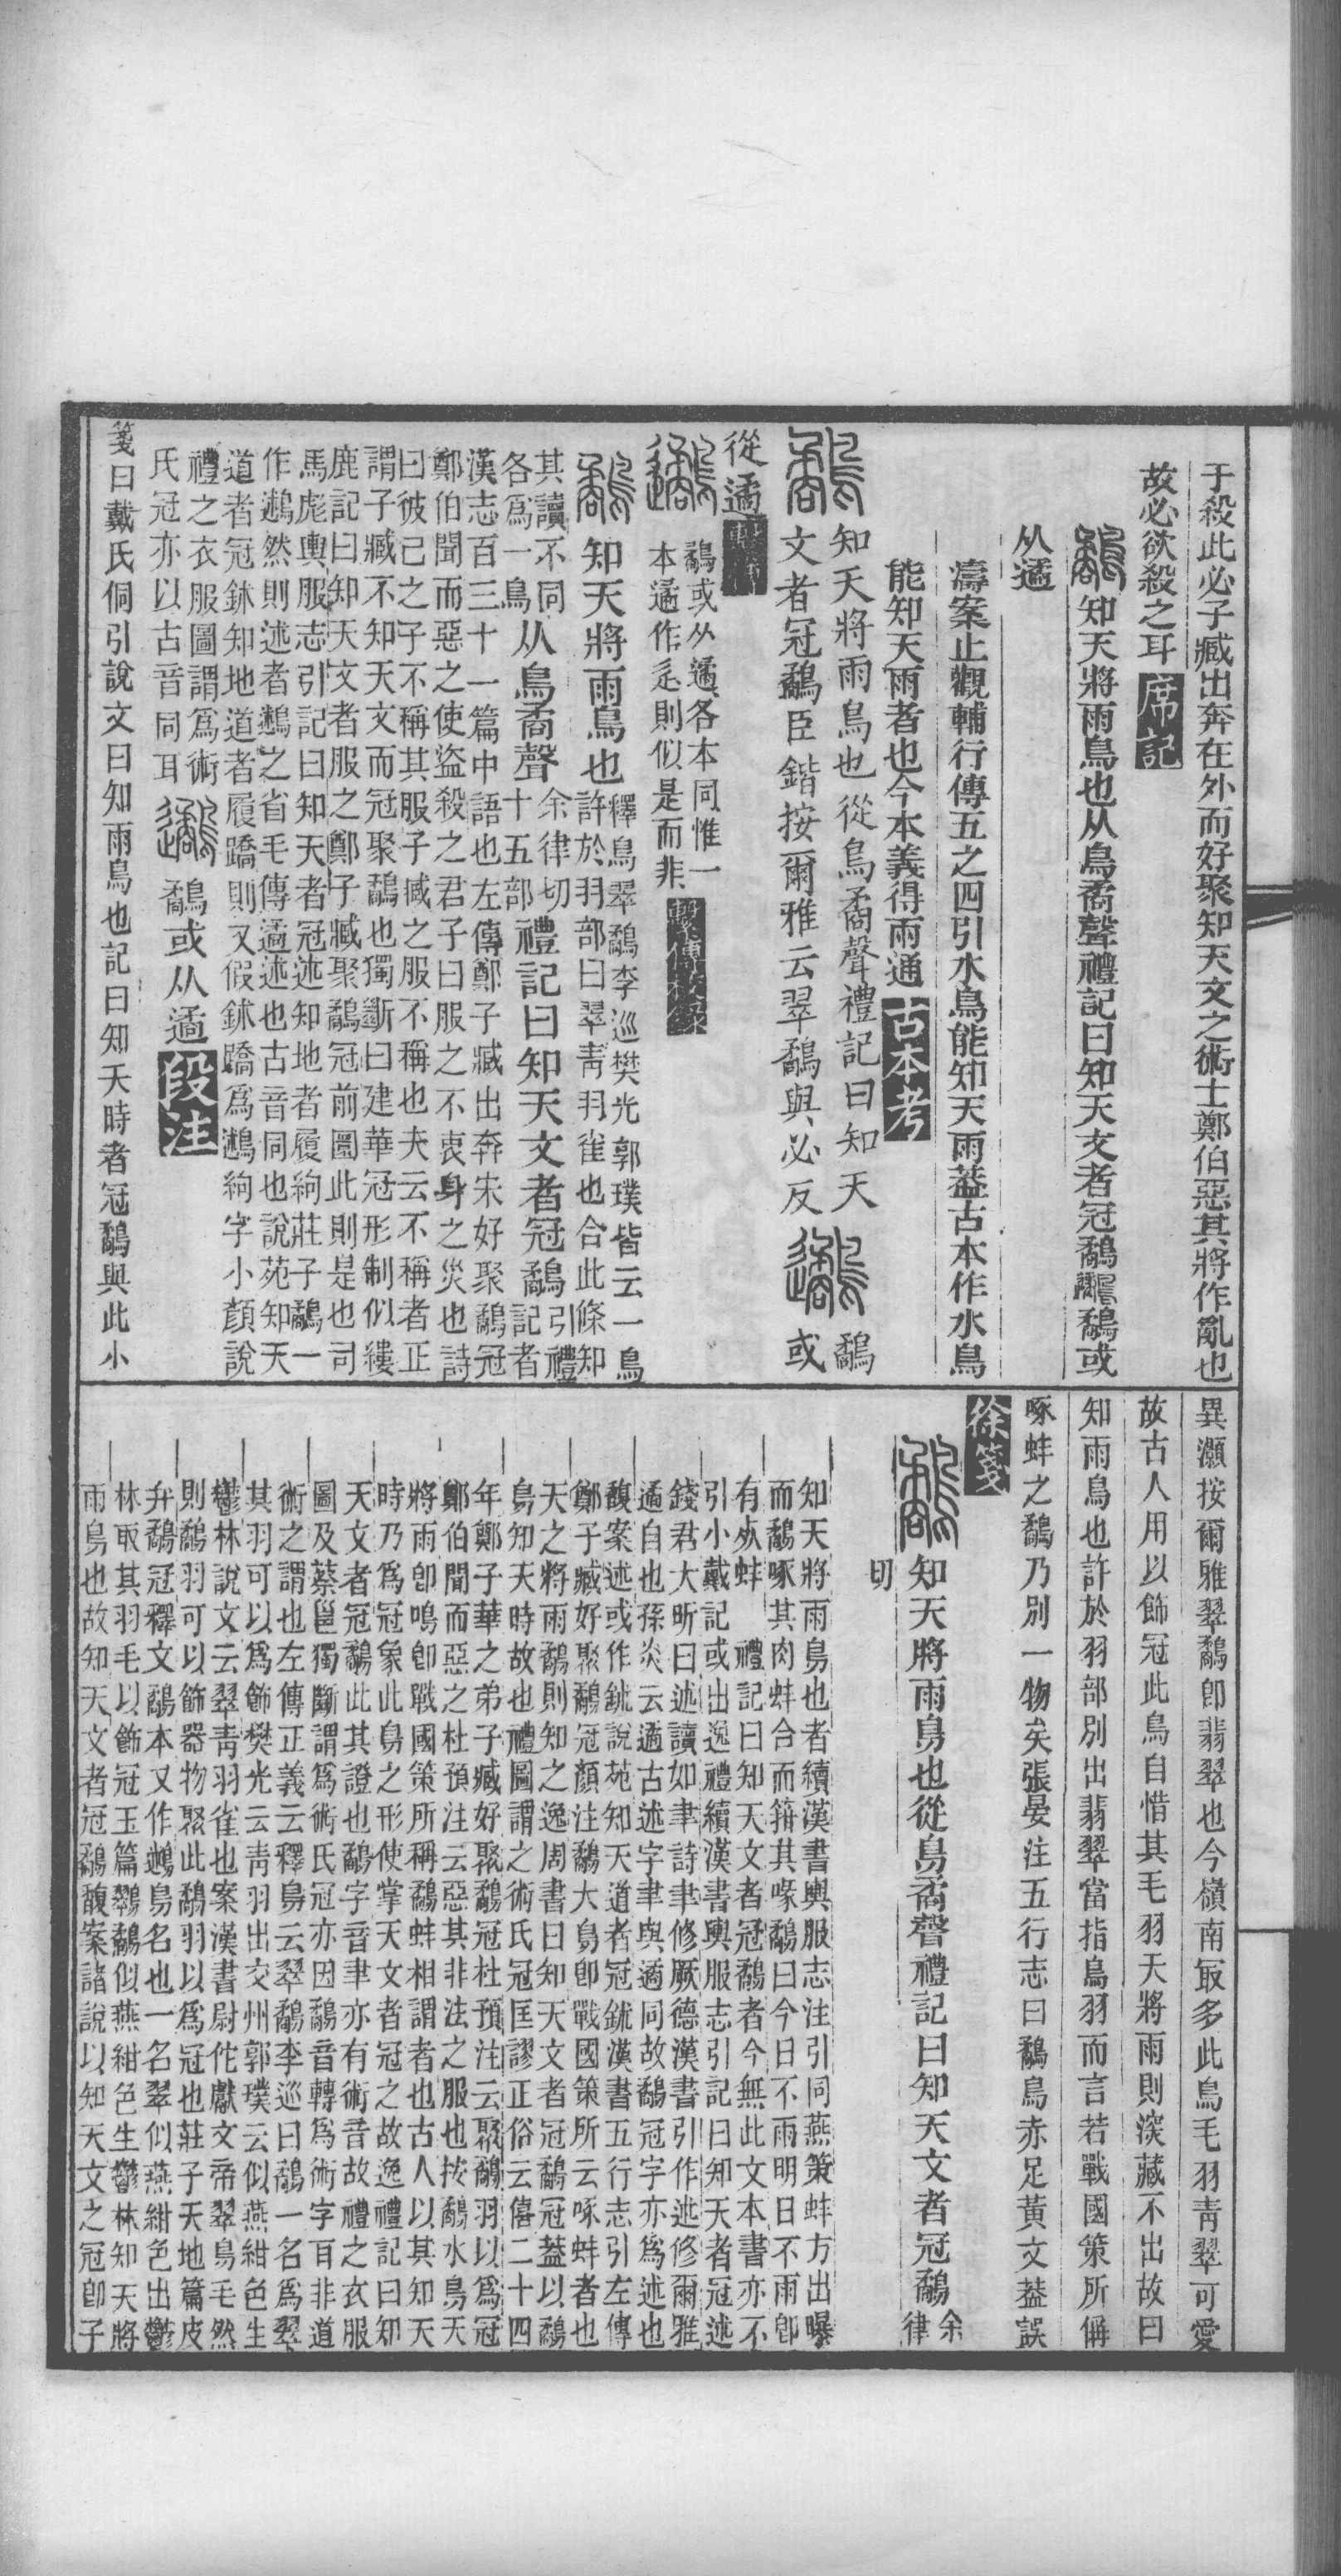 于殺此必子臧出奔在外而好聚知天文之術士鄭伯惡其將作亂也
故必欲殺之耳席記
知天將雨鳥也从鳥矞聲禮記曰知天文者冠鷸鷸或
从遹
濤案止觀輔行傳五之四引水鳥能知天雨葢古本作水鳥
能知天雨者也今本義得兩通古本考
知天將雨鳥也從鳥矞聲禮記曰知天
文者冠鷸臣鍇按爾雅云翠鷸與必反
鷸
或
從遹
鷸或从遹各本同惟一
本遹作辵則似是而非
繫傳校錄
知天將雨鳥也
釋鳥翠鷸李巡樊光郭璞皆云一鳥
許於羽部曰翠靑羽雀也合此條知
其讀不同
各爲一鳥
从鳥矞聲
余律切
十五部
禮記曰知天文者冠鷸
引禮
記者
漢志百三十一篇中語也左傳鄭子臧出奔宋好聚鷸冠
鄭伯聞而惡之使盜殺之君子曰服之不衷身之災也詩
曰彼己之子不稱其服子臧之服不稱也夫云不稱者正
謂子臧不知天文而冠聚鷸也獨斷曰建華冠形制似縷
鹿記曰知天文者服之鄭子臧聚鷸冠前圖此則是也司
馬彪輿服志引記曰知天者冠述知地者履絇莊子鷸一
作鷸然則述者鷸之省毛傳遹述也古音同也說苑知天
道者冠鉥知地道者履蹻則又假鉥蹻爲鷸絇字小顏說
禮之衣服圖謂爲術
氏冠亦以古音同耳
鷸或从遹段注
箋曰戴氏侗引說文曰知雨鳥也記曰知天時者冠鷸與此小
異灝按爾雅翠鷸卽翡翠也今嶺南冣多此鳥毛羽靑翠可愛
故古人用以飾冠此鳥自惜其毛羽天將雨則深藏不出故曰
知雨鳥也許於羽部別出翡翠當指鳥羽而言若戰國策所偁
啄蚌之鷸乃別一物矣張晏注五行志曰鷸鳥赤足黃文葢誤
徐箋
知天將雨鳥也從鳥矞聲禮記曰知天文者冠鷸
余
律
切
知天將雨鳥也者續漢書輿服志注引同燕策蚌方出曝
而鷸啄其肉蚌合而箝其喙鷸曰今日不雨明日不雨卽
有死蚌　禮記曰知天文者冠鷸者今無此文本書亦不
引小戴記或出逸禮續漢書輿服志引記曰知天者冠述
錢君大昕曰述讀如聿詩聿修厥德漢書引作述修爾雅
遹自也孫炎云遹古述字聿與遹同故鷸冠字亦爲述也
馥案述或作鉥說苑知天道者冠鉥漢書五行志引左傳
鄭子臧好聚鷸冠顏注鷸大鳥卽戰國策所云啄蚌者也
天之將雨鷸則知之逸周書曰知天文者冠鷸冠葢以鷸
鳥知天時故也禮圖謂之術氏冠匡謬正俗云僖二十四
年鄭子華之弟子臧好聚鷸冠杜預注云聚鷸羽以爲冠
鄭伯聞而惡之杜預注云惡其非法之服也按鷸水鳥天
將雨卽鳴卽戰國策所稱鷸蚌相謂者也古人以其知天
時乃爲冠象此鳥之形使掌天文者冠之故逸禮記曰知
天文者冠鷸此其證也鷸字音聿亦有術音故禮之衣服
圖及蔡邕獨斷謂爲術氏冠亦因鷸音轉爲術字百非道
術之謂也左傳正義云釋鳥云翠鷸李巡曰鷸一名爲翠
其羽可以爲飾樊光云靑羽出交州郭璞云似燕紺色生
鬱林說文云翠靑羽雀也案漢書尉佗獻文帝翠鳥毛然
則鷸羽可以飾器物聚此鷸羽以爲冠也莊子天地篇皮
弁鷸冠釋文鷸本又作鷸鳥名也一名翠似燕紺色出鬱
林取其羽毛以飾冠玉篇鷚鷸似燕紺色生鬱林知天將
雨鳥也故知天文者冠鷸馥案諸說以知天文之冠卽子